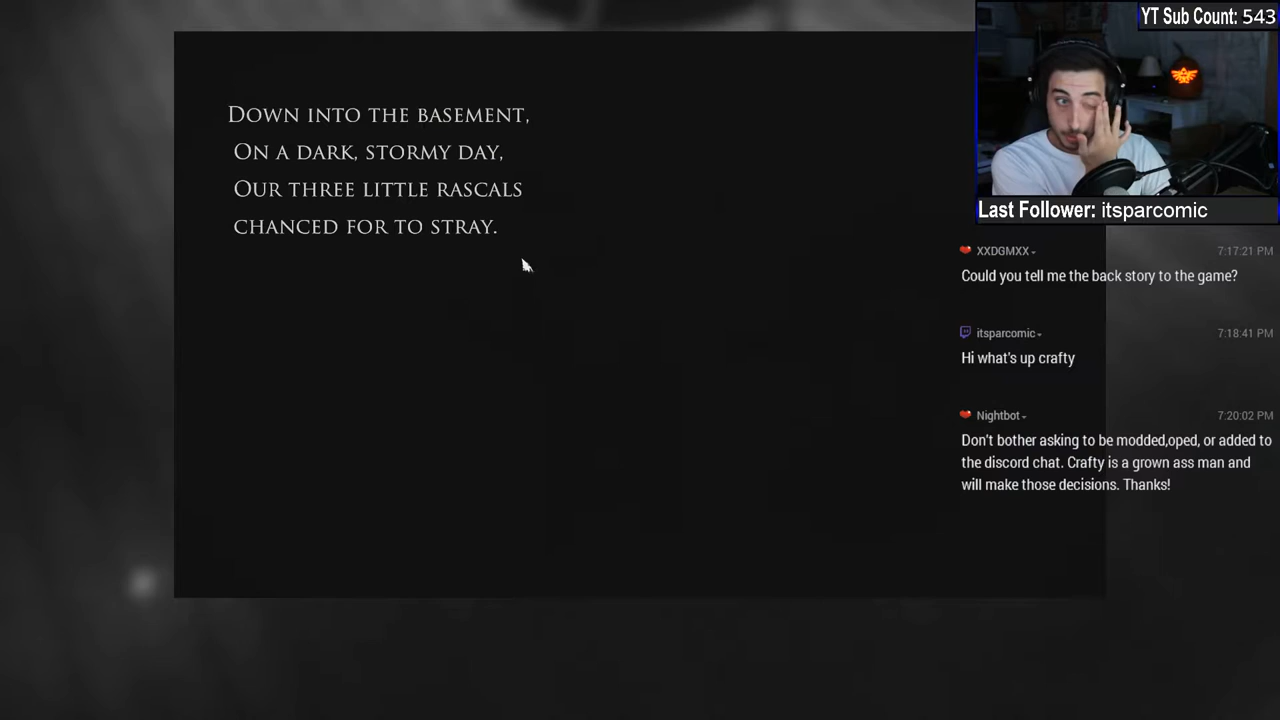 YT Sub Count: 543
DOWN INTO THE BASEMENT,
ON A DARK, STORMY DAY,
OUR THREE LITTLE RASCALS
CHANCED FOR TO STRAY.
Last Follower: itsparcomic
XXDGMXX 7:17:21 PM
Could you tell me the back story to the game?
itsparcomic 7:18:41 PM
Hi what's up crafty
Nightbot 7:20:02 PM
Don't bother asking to be modded,oped, or added to
the discord chat. Crafty is a grown ass man and
will make those decisions. Thanks!